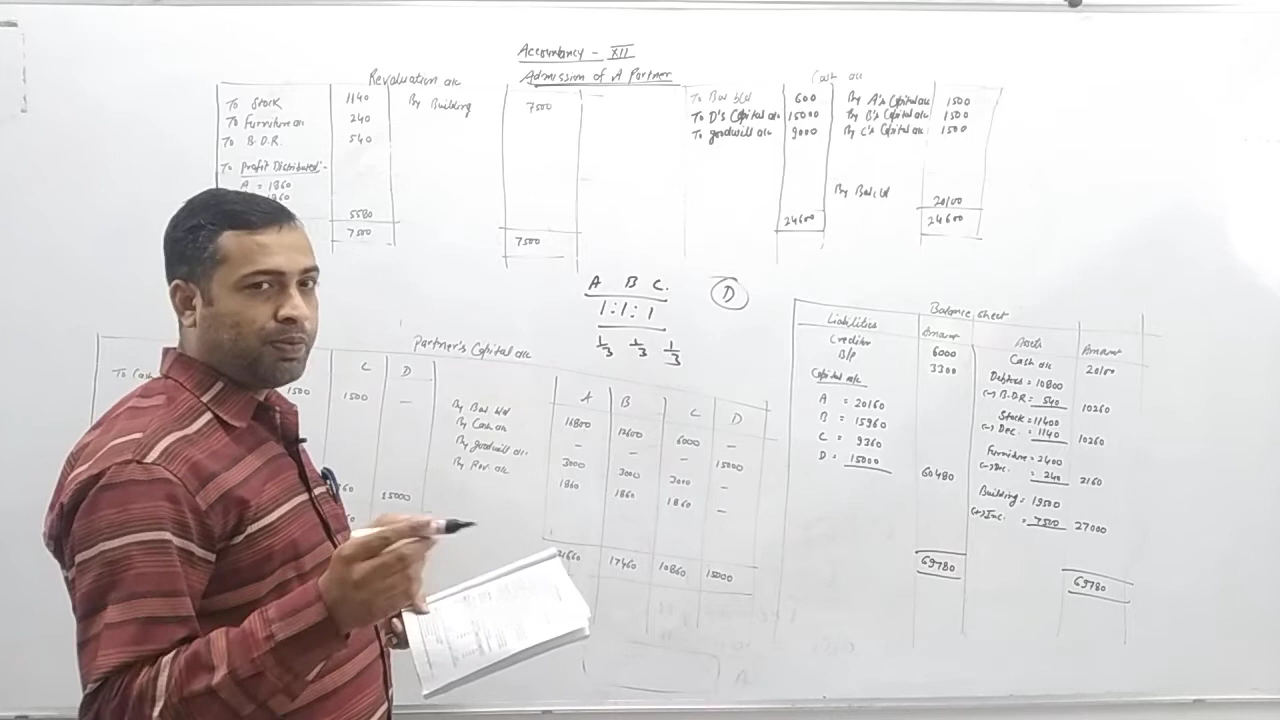 Accountancy - XII
Admission of A Partner
Revaluation a/c
To Stock 1140 By Building 7500
To Furniture a/c 240
To B.D.R. 540
To Profit Distributed:-
A = 1860
1860
5580
7500 7500
Cash a/c
To Bal b/d 600 By A's Capital a/c 1500
To D's Capital a/c 15000 By B's Capital a/c 1500
To goodwill a/c 9000 By C's Capital a/c 1500
By Bal c/d 20100
24600 24600
A B C.
1:1:1
1/3 1/3 1/3
D
Partner's Capital a/c
C D A B C D
To Cash 1500 1500 - By Bal b/d 16800 12600 6000 -
By Cash a/c - - - 15000
By goodwill a/c. 3000 3000 3000 -
By Rev. a/c 1860 1860 1860 -
15000
21660 17460 10860 15000
Balance sheet
Liabilities Amount Assets Amount
Creditor 6000 Cash a/c 20100
B/P 3300 Debtors = 10800
(-) B.D.R = 540 10260
Capital a/c Stock = 11400
A = 20160 (-) Dec. = 1140 10260
B = 15960 Furniture = 2400
C = 9360 (-) Dec. = 240 2160
D = 15000 60480 Building = 19500
(+) Inc. = 7500 27000
69780 69780